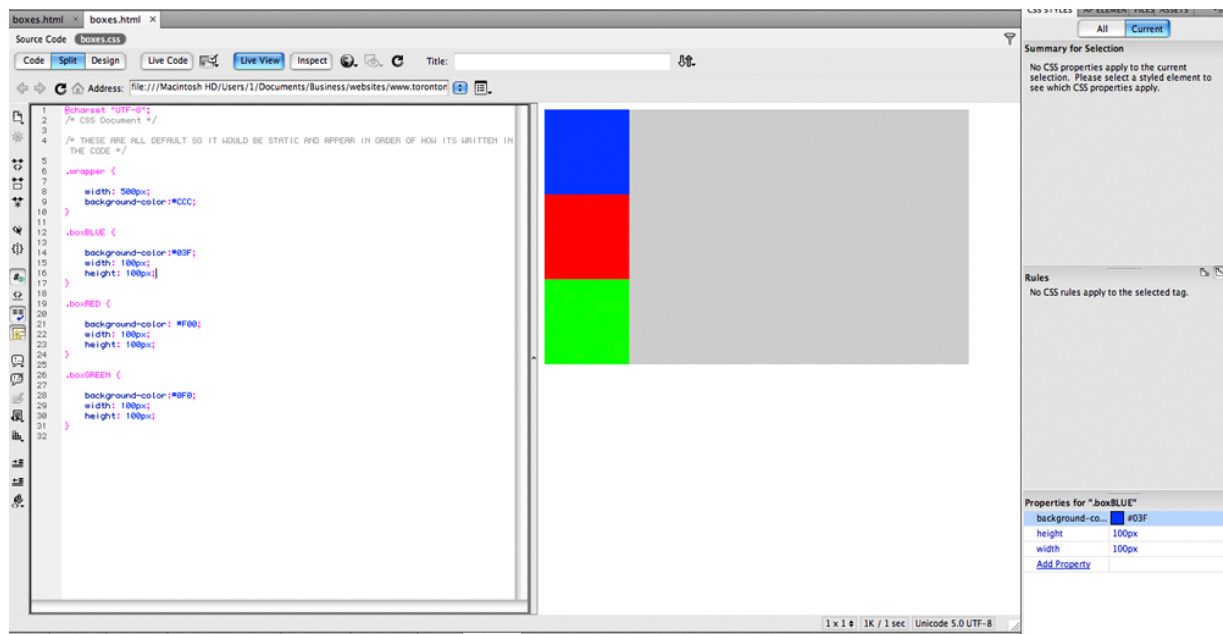 boxes.html × boxes.html ×
Source Code boxes.css
Code Split Design Live Code Live View Inspect Title:
Address: file:///Macintosh HD/Users/1/Documents/Business/websites/www.toronton
1 @charset "UTF-8";
2 /* CSS Document */
3
4 /* THESE ARE ALL DEFAULT SO IT WOULD BE STATIC AND APPEAR IN ORDER OF HOW ITS WRITTEN IN
THE CODE */
5
6 .wrapper {
7
8 width: 500px;
9 background-color:#CCC;
10 }
11
12 .boxBLUE {
13
14 background-color:#03F;
15 width: 100px;
16 height: 100px;
17 }
18
19 .boxRED {
20
21 background-color: #F00;
22 width: 100px;
23 height: 100px;
24 }
25
26 .boxGREEN {
27
28 background-color:#0F0;
29 width: 100px;
30 height: 100px;
31 }
32
1 x 1 1K / 1 sec Unicode 5.0 UTF-8
CSS STYLES AP ELEMEN FILES ASSETS
All Current
Summary for Selection
No CSS properties apply to the current
selection. Please select a styled element to
see which CSS properties apply.
Rules
No CSS rules apply to the selected tag.
Properties for ".boxBLUE"
background-co... #03F
height 100px
width 100px
Add Property